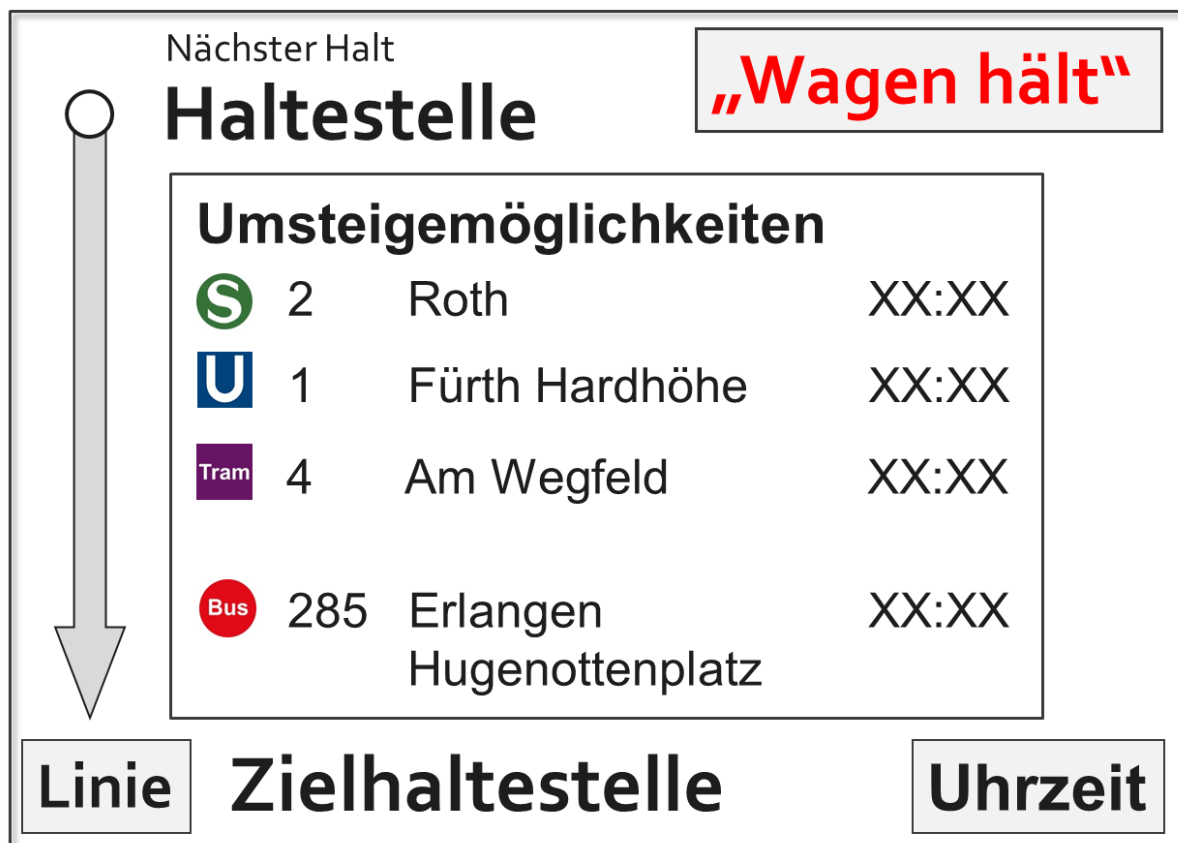 Nächster Halt
Haltestelle
„Wagen hält“
Umsteigemöglichkeiten
S 2 Roth XX:XX
U 1 Fürth Hardhöhe XX:XX
Tram 4 Am Wegfeld XX:XX
Bus 285 Erlangen XX:XX
Hugenottenplatz
Linie Zielhaltestelle Uhrzeit